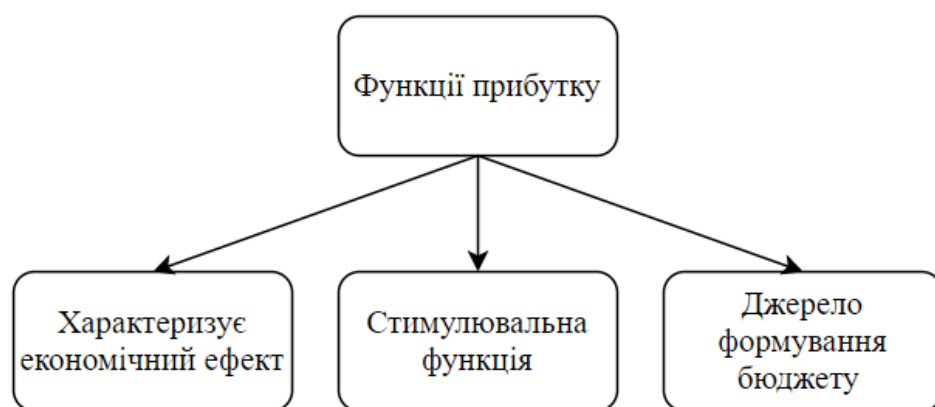 Функції прибутку
Характеризує
економічний ефект
Стимулювальна
функція
Джерело
формування
бюджету